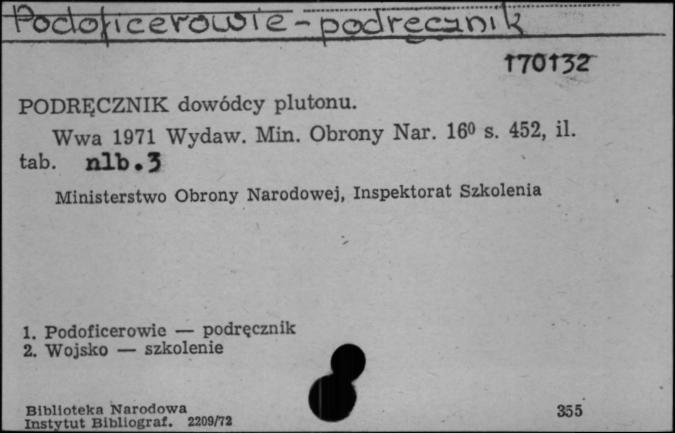 Podoficerowie - podręcznik
170132
PODRĘCZNIK dowódcy plutonu.
Wwa 1971 Wydaw. Min. Obrony Nar. 16⁰ s. 452, il.
tab. nlb.3
Ministerstwo Obrony Narodowej, Inspektorat Szkolenia
1. Podoficerowie — podręcznik
2. Wojsko — szkolenie
Biblioteka Narodowa 355
Instytut Bibliograf. 2209/72